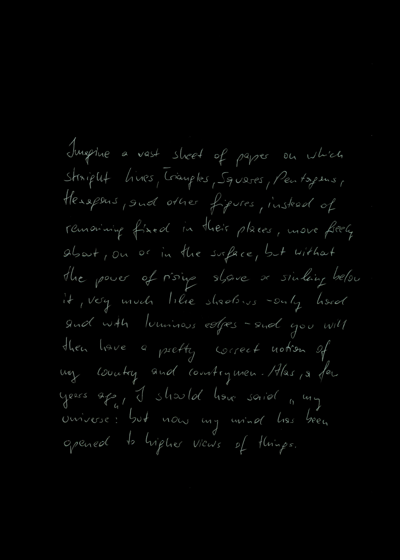 Imagine a vast sheet of paper on which
straight lines, Triangles, Squares, Pentagons,
Hexagons, and other figures, instead of
remaining fixed in their places, move freely
about, on or in the surface, but without
the power of rising above or sinking below
it, very much like shadows - only hard
and with luminous edges - and you will
then have a pretty correct notion of
my country and countrymen. Alas, a few
years ago, I should have said "my
universe": but now my mind has been
opened to higher views of things.